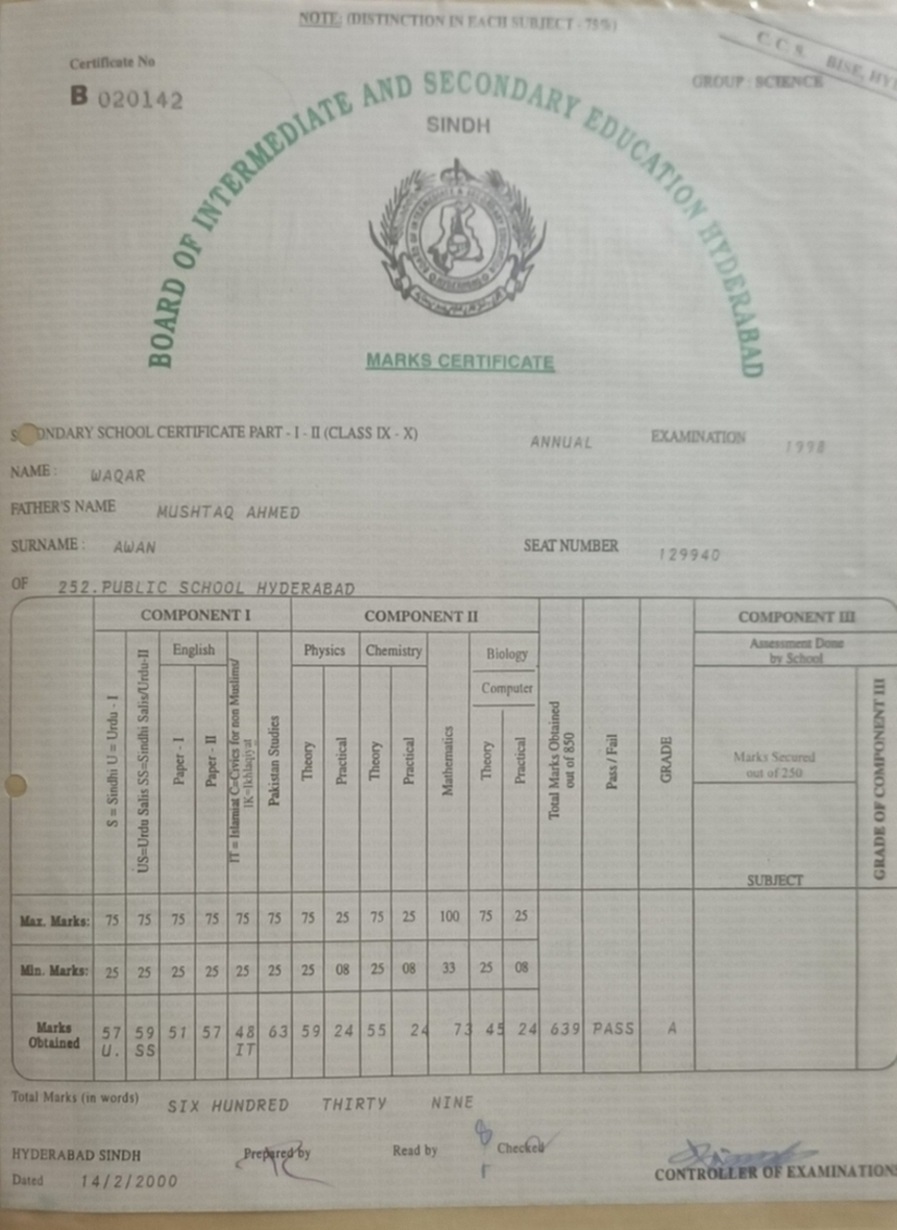 NOTE: (DISTINCTION IN EACH SUBJECT - 75%)
C.C.S. BISE, HY
Certificate No
B 020142
GROUP : SCIENCE
BOARD OF INTERMEDIATE AND SECONDARY EDUCATION HYDERABAD
SINDH
MARKS CERTIFICATE
S ONDARY SCHOOL CERTIFICATE PART - I - II (CLASS IX - X) ANNUAL EXAMINATION 1998
NAME : WAQAR
FATHER'S NAME MUSHTAQ AHMED
SURNAME : AWAN SEAT NUMBER 129940
OF 252.PUBLIC SCHOOL HYDERABAD
COMPONENT I COMPONENT II COMPONENT III
English Physics Chemistry Biology Assessment Done
by School
Computer
S = Sindhi U = Urdu - I
US=Urdu Salis SS=Sindhi Salis/Urdu-II
Paper - I
Paper - II
IT = Islamiat C=Civics for non Muslims/
IK=Ikhlaqiyat
Pakistan Studies
Theory
Practical
Theory
Practical
Mathematics
Theory
Practical
Total Marks Obtained
out of 850
Pass / Fail
GRADE
Marks Secured
out of 250
SUBJECT
GRADE OF COMPONENT III
Max. Marks: 75 75 75 75 75 75 75 25 75 25 100 75 25
Min. Marks: 25 25 25 25 25 25 25 08 25 08 33 25 08
Marks
Obtained 57 59 51 57 48 63 59 24 55 24 73 45 24 639 PASS A
U. SS IT
Total Marks (in words) SIX HUNDRED THIRTY NINE
HYDERABAD SINDH Prepared by Read by Checked
CONTROLLER OF EXAMINATION
Dated 14/2/2000